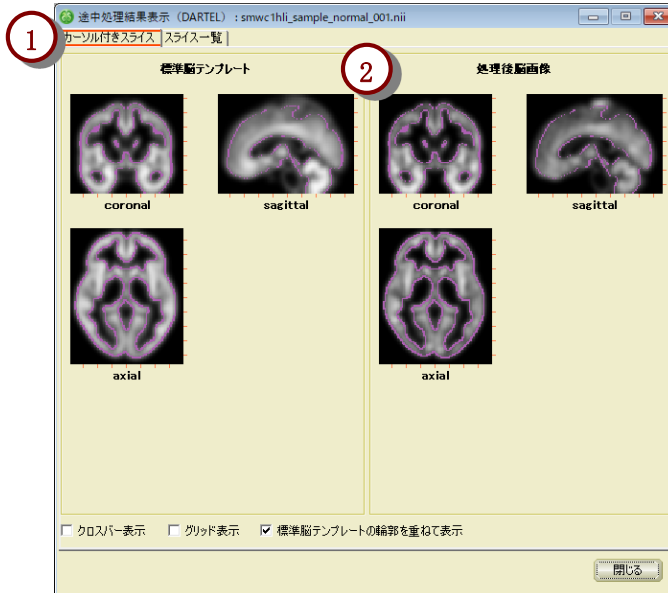 途中処理結果表示（DARTEL）: smwc1hli_sample_normal_001.nii
1
カーソル付きスライス スライス一覧
標準脳テンプレート
2
処理後脳画像
coronal sagittal
coronal sagittal
axial
axial
クロスバー表示 グリッド表示 標準脳テンプレートの輪郭を重ねて表示
閉じる